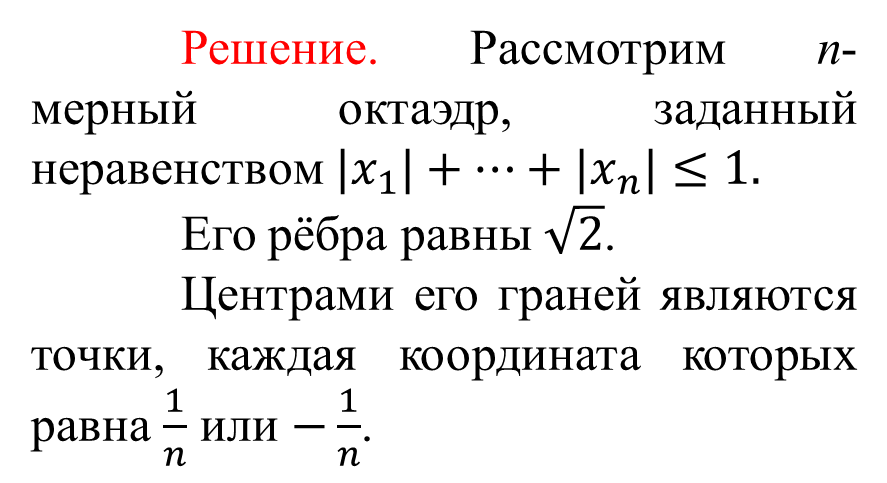 Решение. Рассмотрим n-
мерный октаэдр, заданный
неравенством |x₁| + ⋯ + |xₙ| ≤ 1.
Его рёбра равны √2.
Центрами его граней являются
точки, каждая координата которых
равна 1/n или − 1/n.